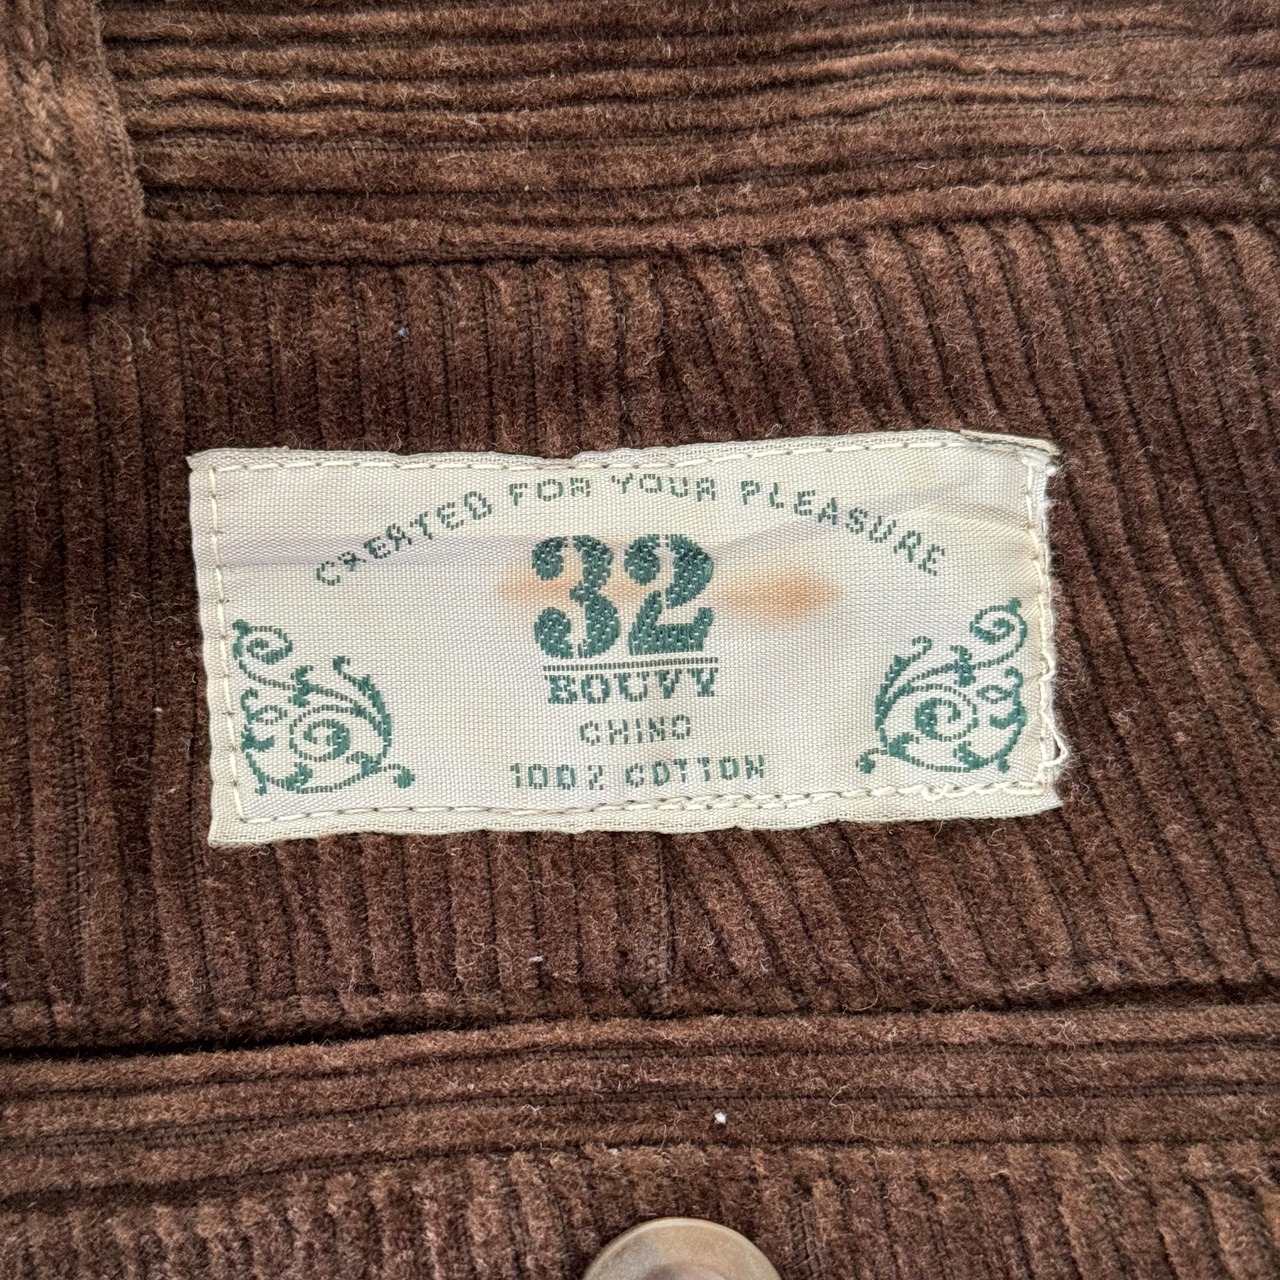 CREATED FOR YOUR PLEASURE
32
BOUVY
CHINO
100% COTTON